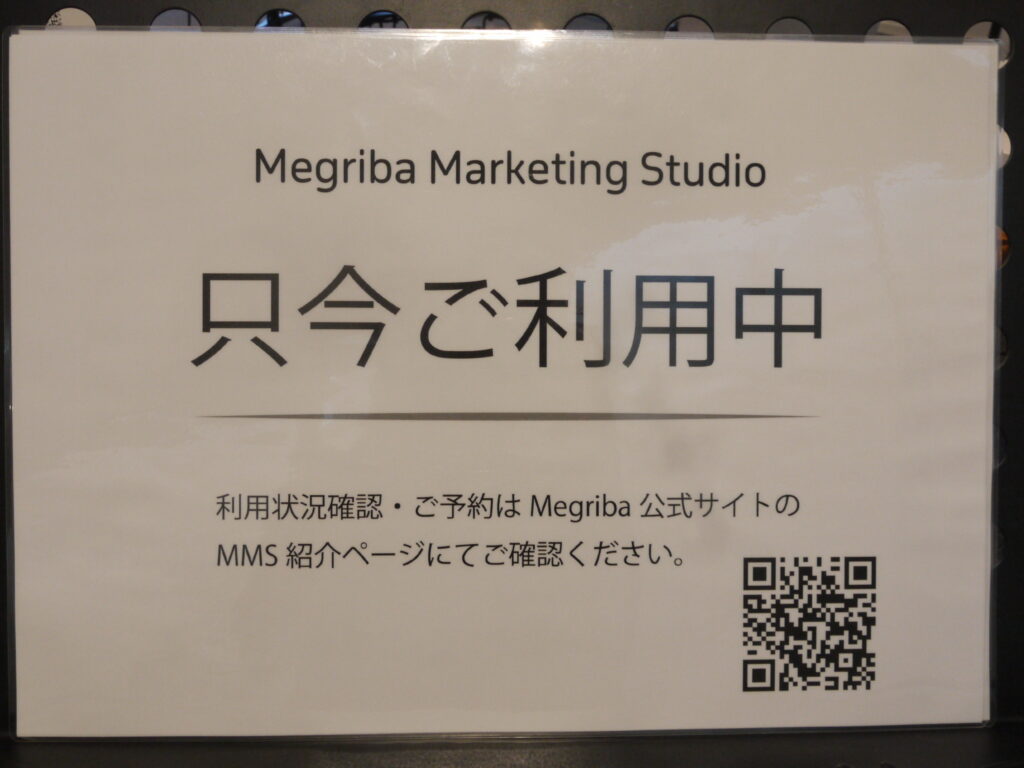 Megriba Marketing Studio
只今ご利用中
利用状況確認・ご予約は Megriba 公式サイトの
MMS 紹介ページにてご確認ください。